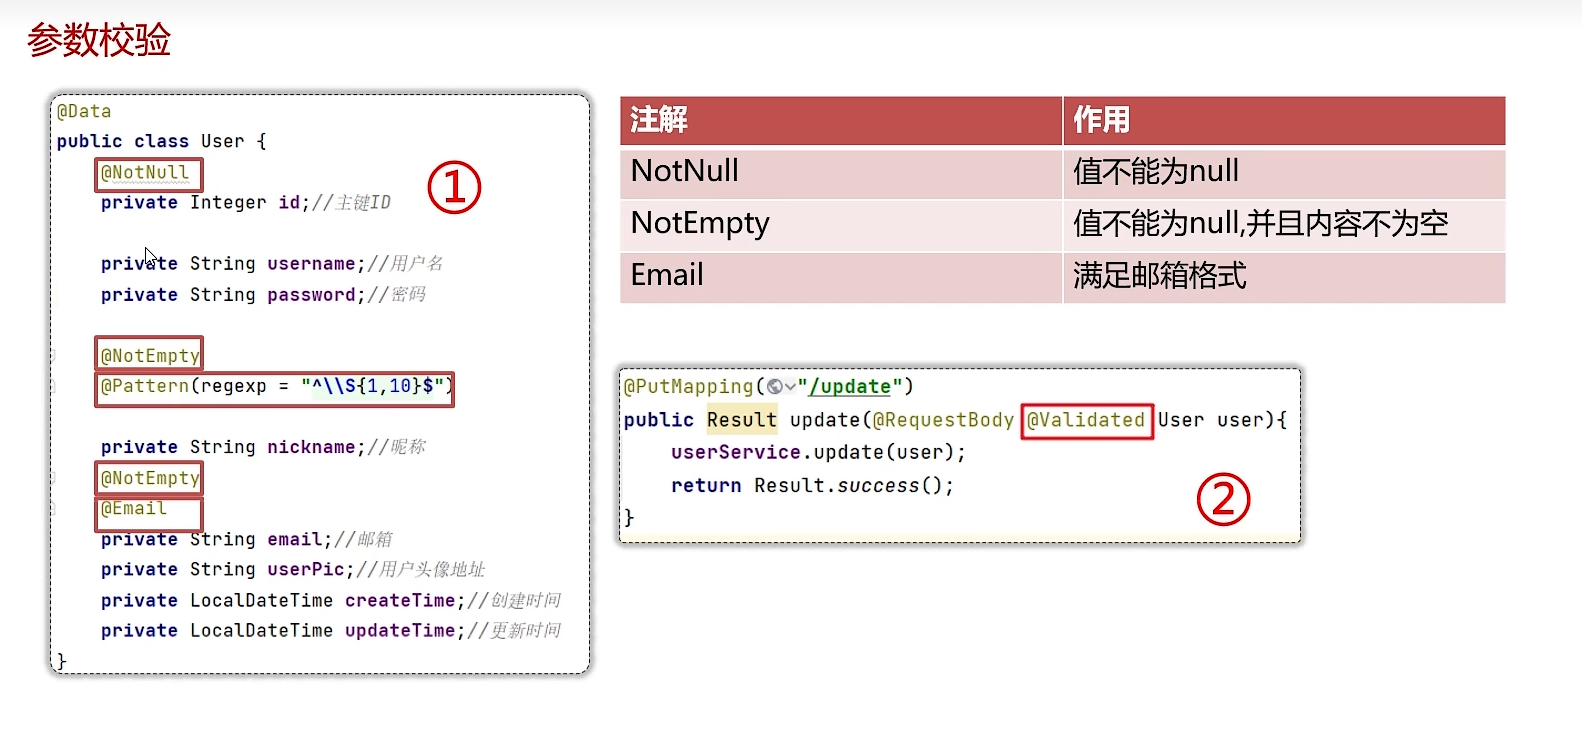 参数校验
@Data
public class User {
@NotNull
private Integer id;//主键ID
private String username;//用户名
private String password;//密码
@NotEmpty
@Pattern(regexp = "^\\S{1,10}$")
private String nickname;//昵称
@NotEmpty
@Email
private String email;//邮箱
private String userPic;//用户头像地址
private LocalDateTime createTime;//创建时间
private LocalDateTime updateTime;//更新时间
}
①
注解 作用
NotNull 值不能为null
NotEmpty 值不能为null,并且内容不为空
Email 满足邮箱格式
@PutMapping("/update")
public Result update(@RequestBody @Validated User user){
userService.update(user);
return Result.success();
}
②